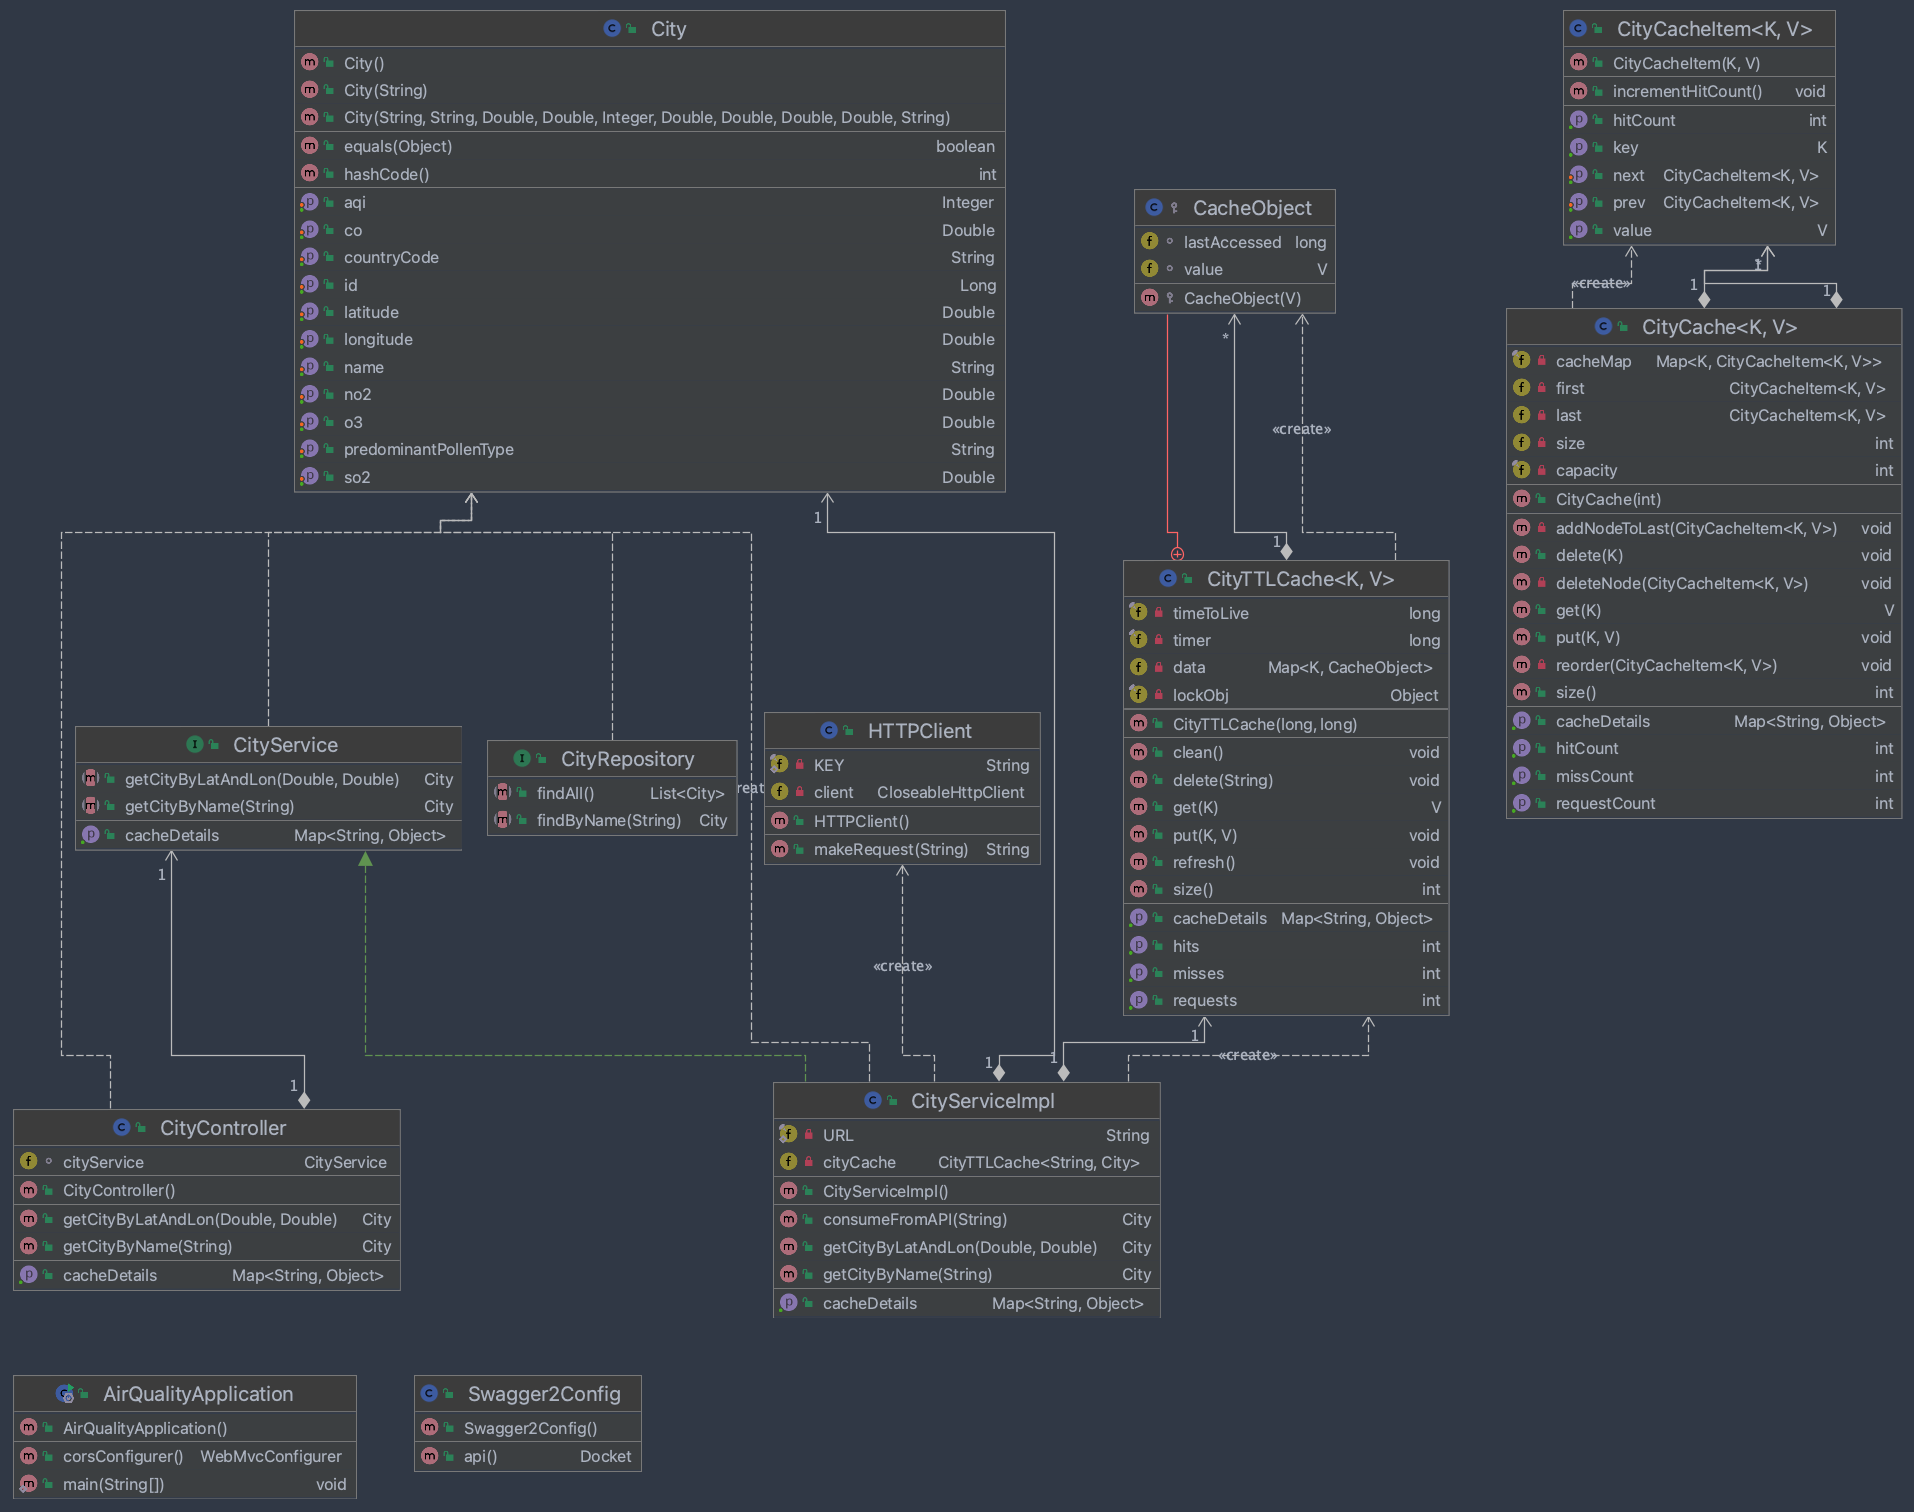 City
City()
City(String)
City(String, String, Double, Double, Integer, Double, Double, Double, Double, String)
equals(Object) boolean
hashCode() int
aqi Integer
co Double
countryCode String
id Long
latitude Double
longitude Double
name String
no2 Double
o3 Double
predominantPollenType String
so2 Double
1
CacheObject
lastAccessed long
value V
CacheObject(V)
*
«create»
1
CityCacheItem<K, V>
CityCacheItem(K, V)
incrementHitCount() void
hitCount int
key K
next CityCacheItem<K, V>
prev CityCacheItem<K, V>
value V
«create»
1
*
1
1
CityCache<K, V>
cacheMap Map<K, CityCacheItem<K, V>>
first CityCacheItem<K, V>
last CityCacheItem<K, V>
size int
capacity int
CityCache(int)
addNodeToLast(CityCacheItem<K, V>) void
delete(K) void
deleteNode(CityCacheItem<K, V>) void
get(K) V
put(K, V) void
reorder(CityCacheItem<K, V>) void
size() int
cacheDetails Map<String, Object>
hitCount int
missCount int
requestCount int
CityTTLCache<K, V>
timeToLive long
timer long
data Map<K, CacheObject>
lockObj Object
CityTTLCache(long, long)
clean() void
delete(String) void
get(K) V
put(K, V) void
refresh() void
size() int
cacheDetails Map<String, Object>
hits int
misses int
requests int
CityService
getCityByLatAndLon(Double, Double) City
getCityByName(String) City
cacheDetails Map<String, Object>
1
CityRepository
findAll() List<City>
findByName(String) City
reat
HTTPClient
KEY String
client CloseableHttpClient
HTTPClient()
makeRequest(String) String
«create»
1
1
1
«create»
1
CityController
cityService CityService
CityController()
getCityByLatAndLon(Double, Double) City
getCityByName(String) City
cacheDetails Map<String, Object>
CityServiceImpl
URL String
cityCache CityTTLCache<String, City>
CityServiceImpl()
consumeFromAPI(String) City
getCityByLatAndLon(Double, Double) City
getCityByName(String) City
cacheDetails Map<String, Object>
AirQualityApplication
AirQualityApplication()
corsConfigurer() WebMvcConfigurer
main(String[]) void
Swagger2Config
Swagger2Config()
api() Docket